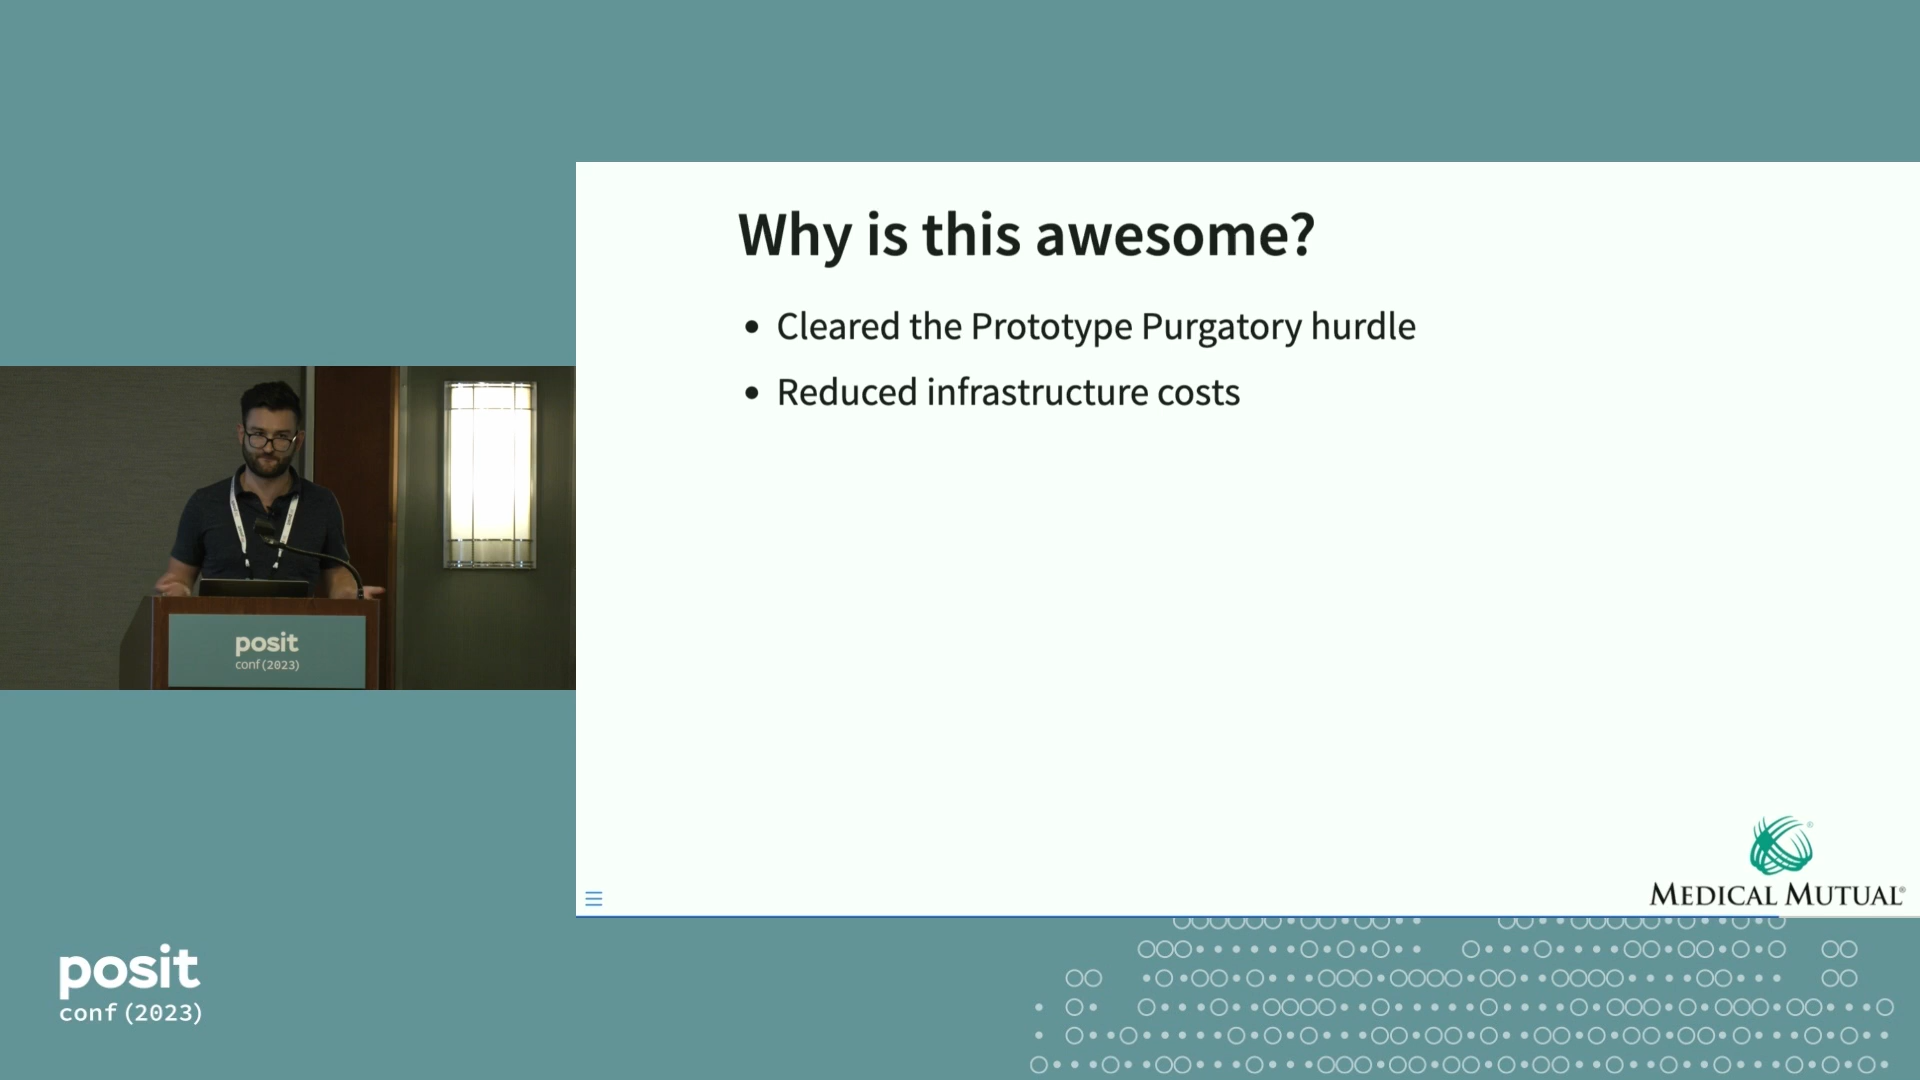 Why is this awesome?
• Cleared the Prototype Purgatory hurdle
• Reduced infrastructure costs
MEDICAL MUTUAL®
posit
conf (2023)
posit
conf (2023)